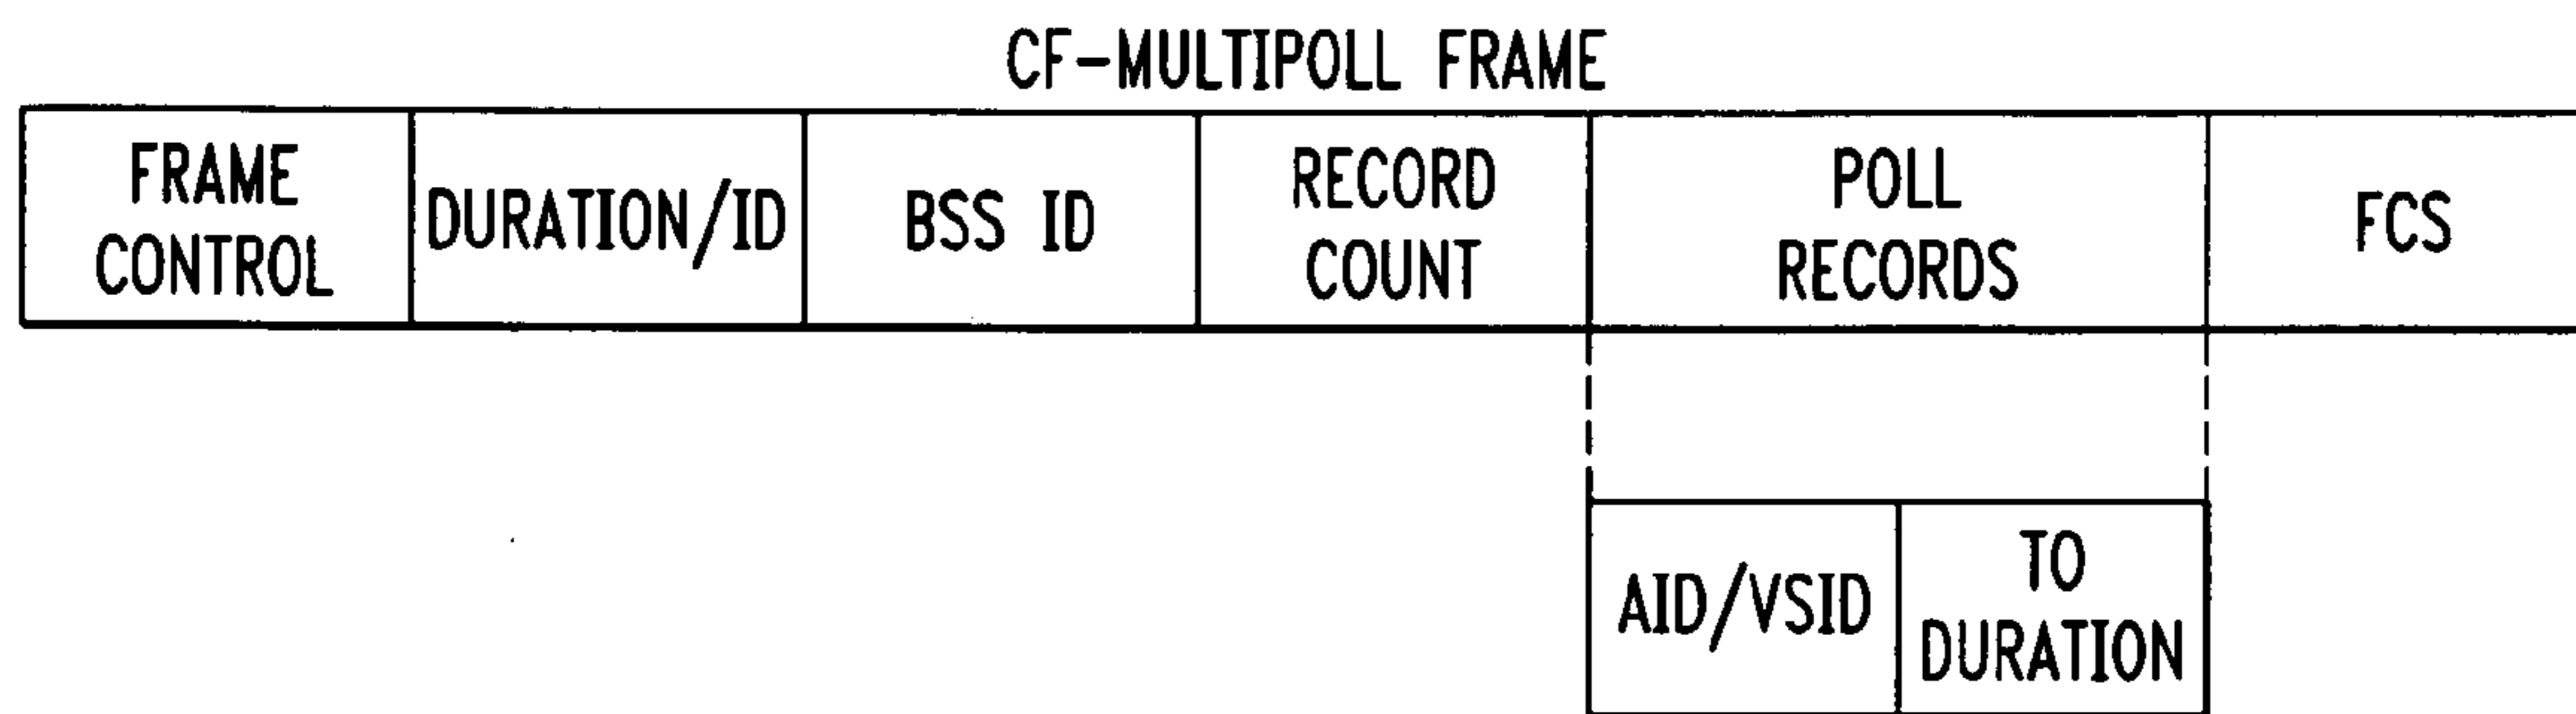 CF-MULTIPOLL FRAME
FRAME
CONTROL
DURATION/ID
BSS ID
RECORD
COUNT
POLL
RECORDS
FCS
AID/VSID
TO
DURATION